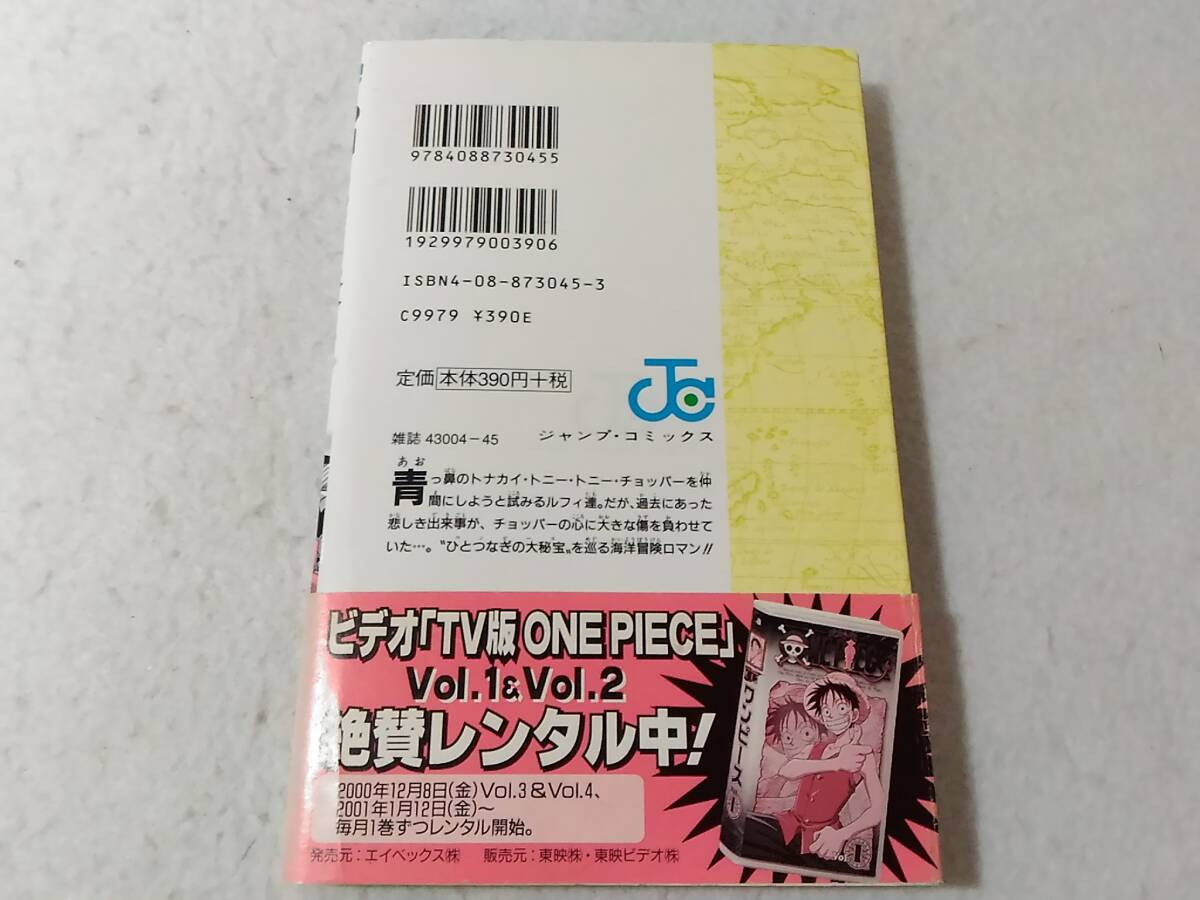 9784088730455
1929979003906
ISBN4-08-873045-3
C9979 ¥390E
定価 本体390円+税
雑誌 43004-45
ジャンプ・コミックス
青っ鼻のトナカイ・トニー・トニー・チョッパーを仲
間にしようと試みるルフィ達。だが、過去にあった
悲しき出来事が、チョッパーの心に大きな傷を負わせて
いた…。〝ひとつなぎの大秘宝〟を巡る海洋冒険ロマン!!
ビデオ「TV版 ONE PIECE」
Vol.1&Vol.2
絶賛レンタル中!
2000年12月8日(金)Vol.3&Vol.4、
2001年1月12日(金)～
毎月1巻ずつレンタル開始。
発売元:エイベックス㈱ 販売元:東映㈱・東映ビデオ㈱
ワンピース
Vol. 1